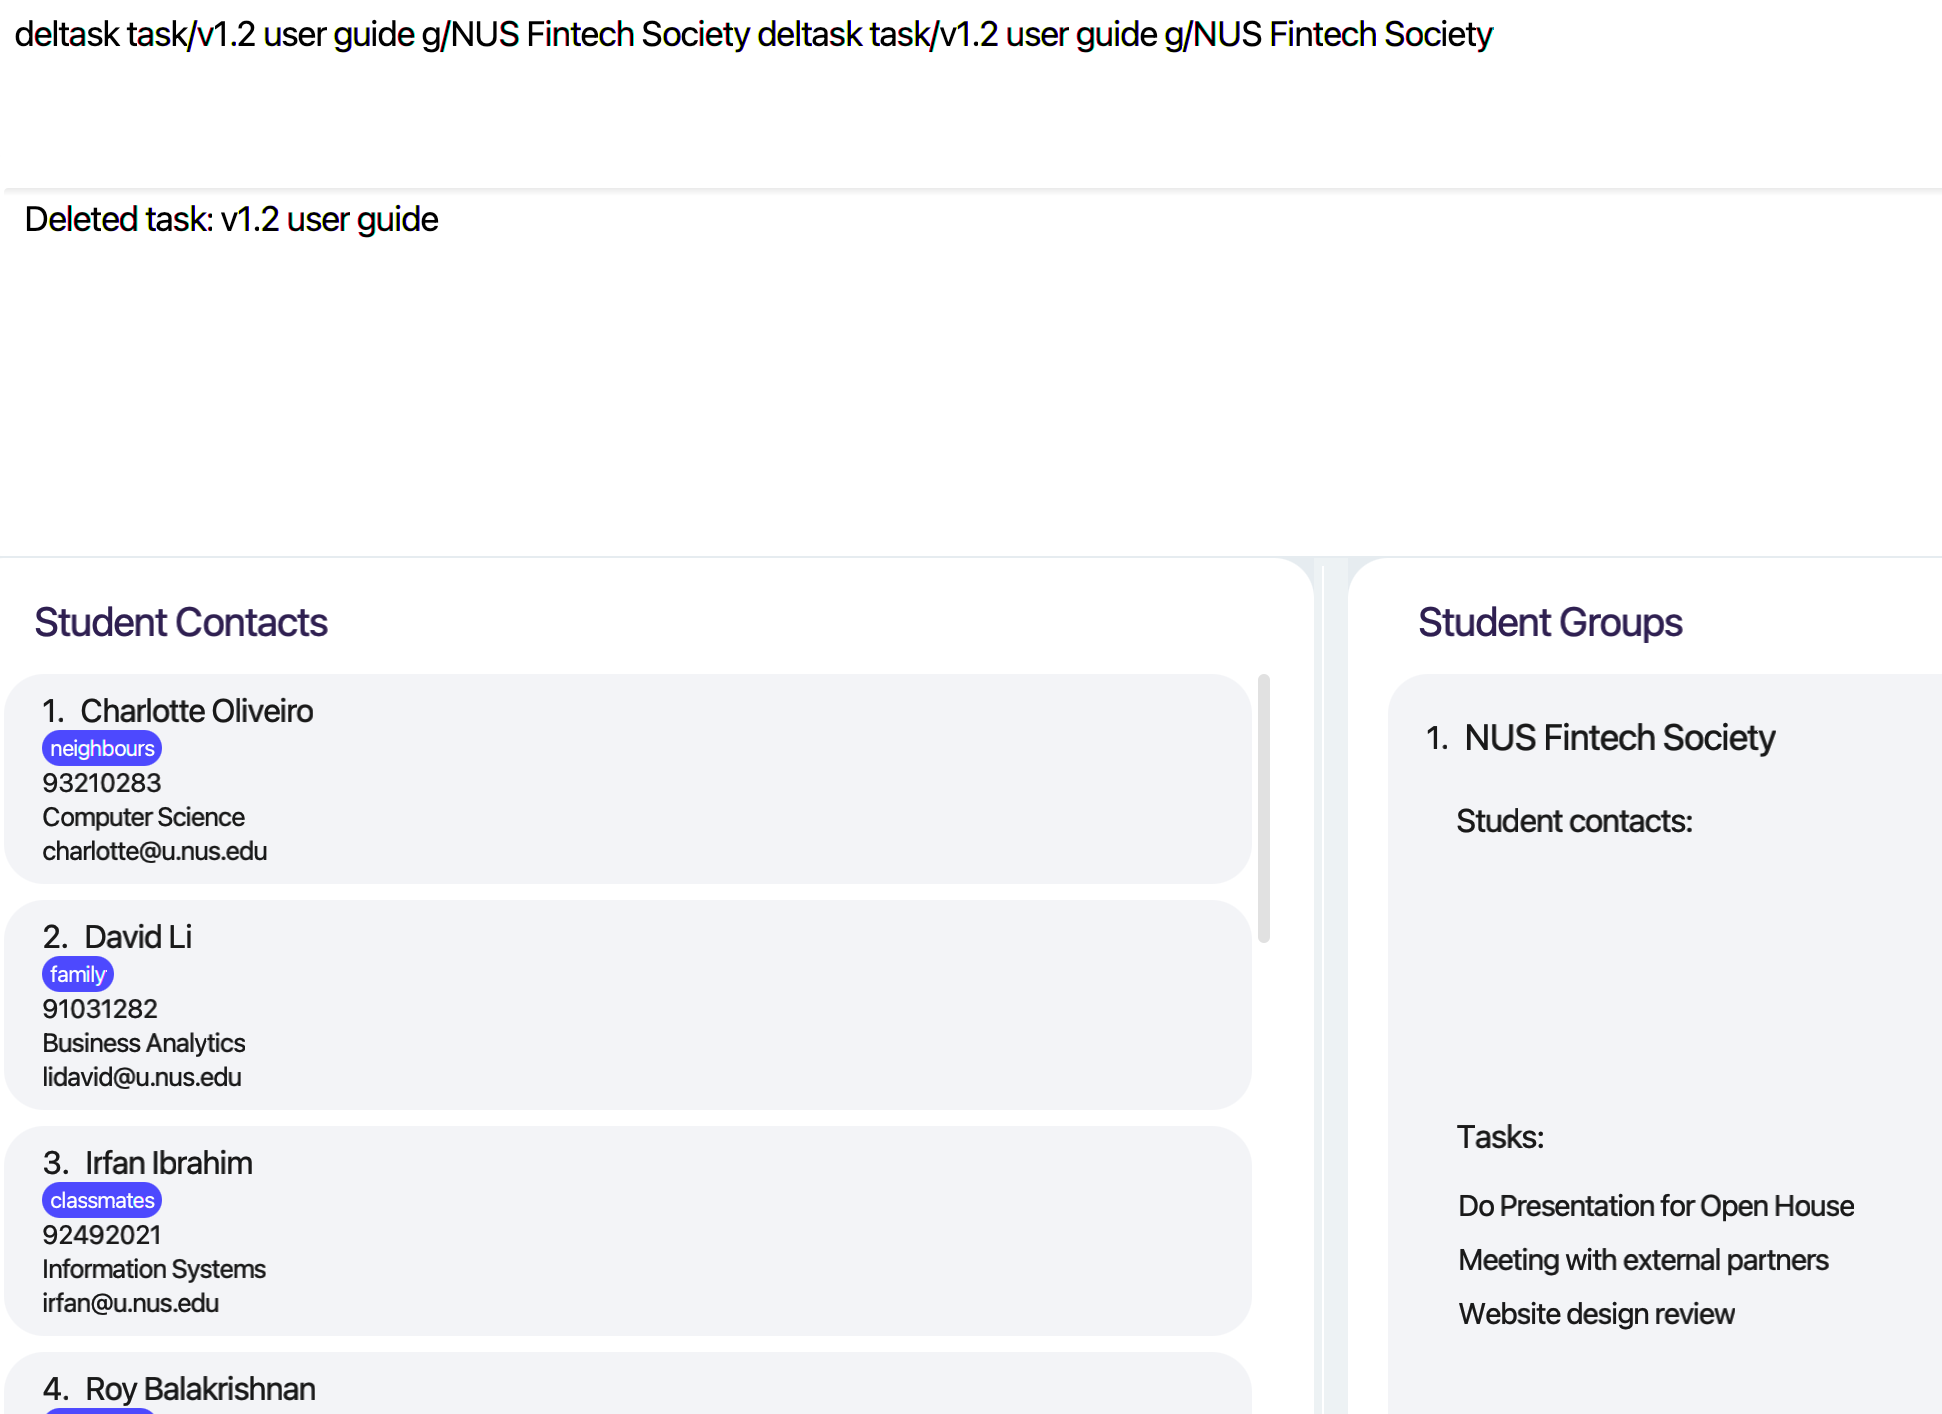 deltask task/v1.2 user guide g/NUS Fintech Society deltask task/v1.2 user guide g/NUS Fintech Society
Deleted task: v1.2 user guide
Student Contacts
1. Charlotte Oliveiro
neighbours
93210283
Computer Science
charlotte@u.nus.edu
2. David Li
family
91031282
Business Analytics
lidavid@u.nus.edu
3. Irfan Ibrahim
classmates
92492021
Information Systems
irfan@u.nus.edu
4. Roy Balakrishnan
Student Groups
1. NUS Fintech Society
Student contacts:
Tasks:
Do Presentation for Open House
Meeting with external partners
Website design review